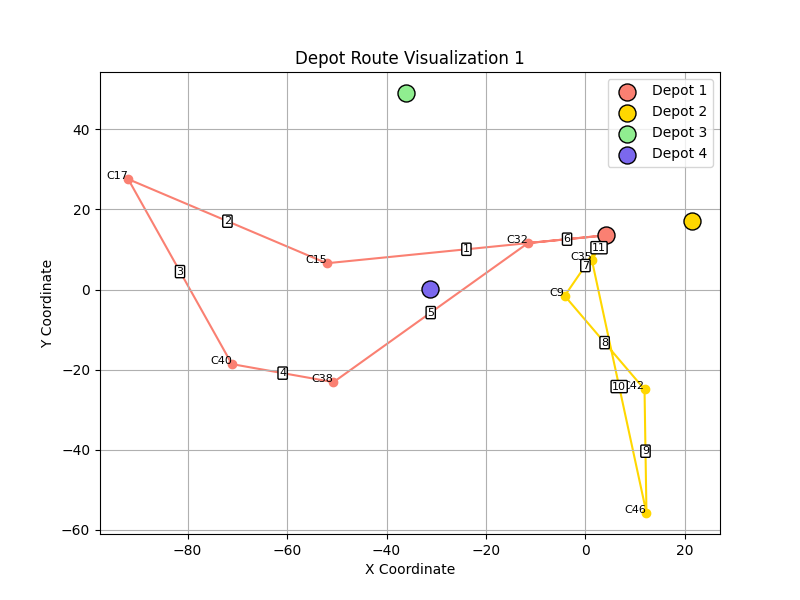 Depot Route Visualization 1
Depot 1
Depot 2
Depot 3
Depot 4
Y Coordinate
40
20
0
−20
−40
−60
C17
2
C15
1
C32
6
11
C35
7
3
C9
5
8
C40
4
C38
10
C42
9
C46
−80
−60
−40
−20
0
20
X Coordinate